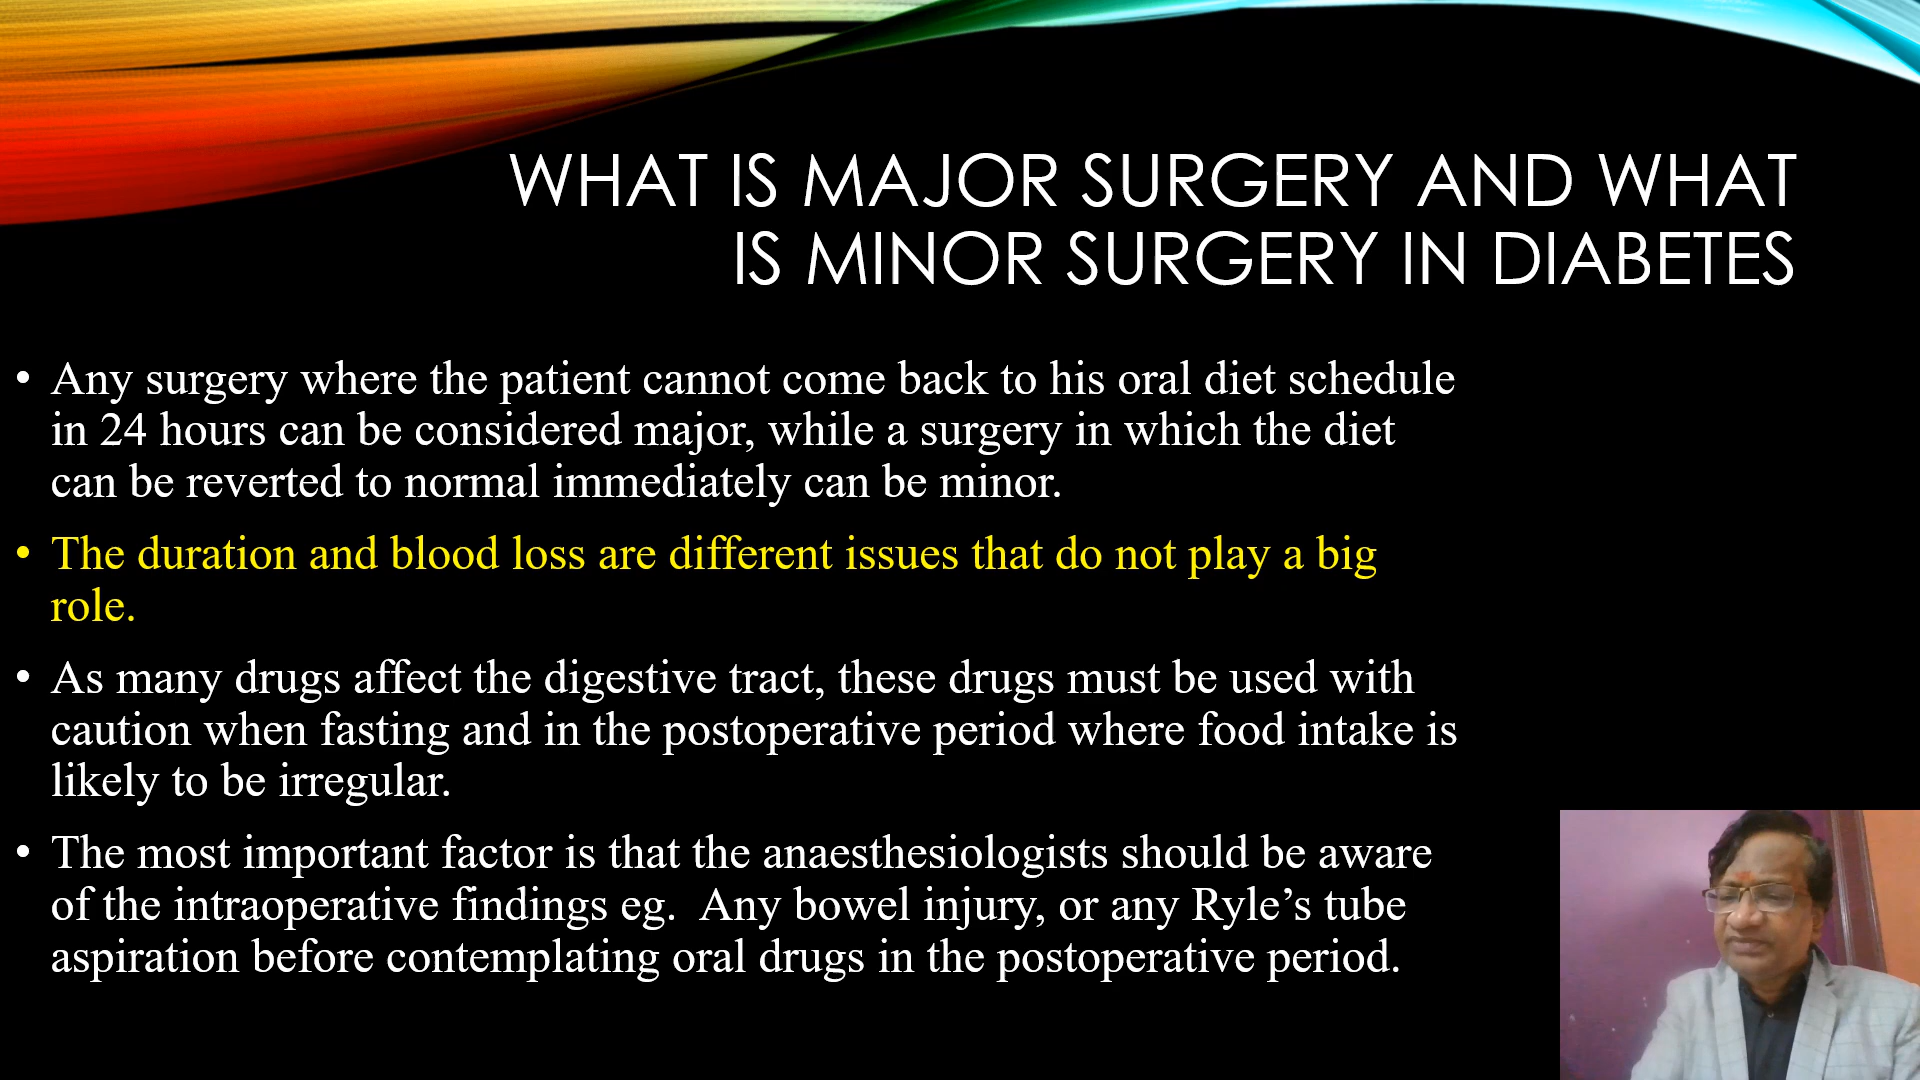 WHAT IS MAJOR SURGERY AND WHAT
IS MINOR SURGERY IN DIABETES
• Any surgery where the patient cannot come back to his oral diet schedule
in 24 hours can be considered major, while a surgery in which the diet
can be reverted to normal immediately can be minor.
• The duration and blood loss are different issues that do not play a big
role.
• As many drugs affect the digestive tract, these drugs must be used with
caution when fasting and in the postoperative period where food intake is
likely to be irregular.
• The most important factor is that the anaesthesiologists should be aware
of the intraoperative findings eg.  Any bowel injury, or any Ryle’s tube
aspiration before contemplating oral drugs in the postoperative period.